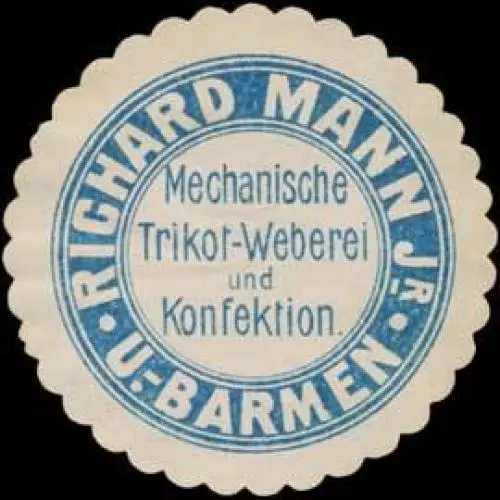 RICHARD MANN JR.
Mechanische
Trikot-Weberei
und
Konfektion.
U.-BARMEN